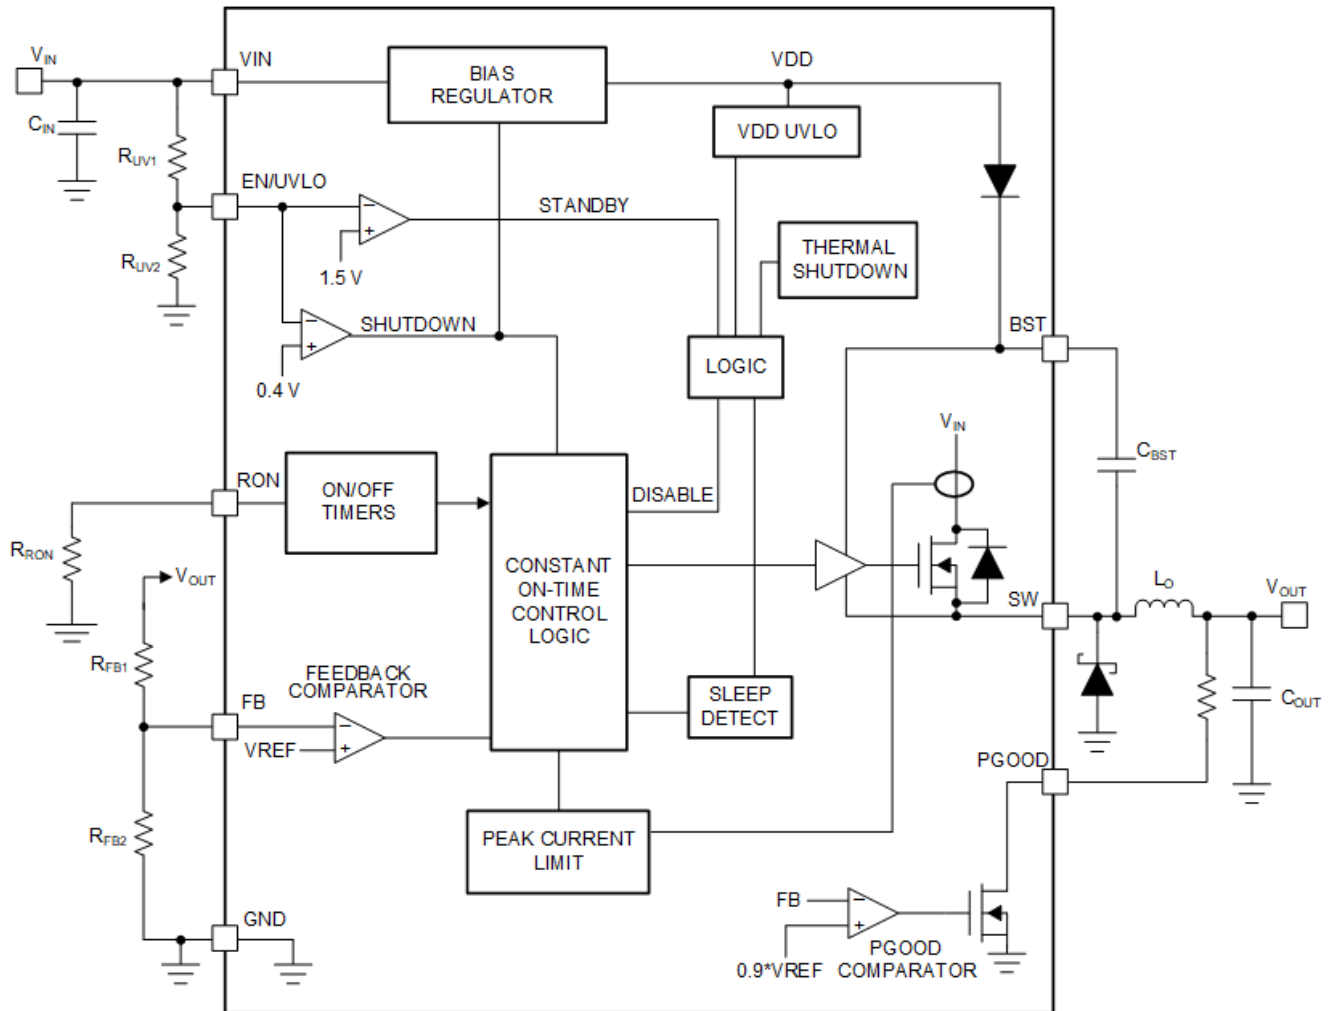 VIN
VIN
BIAS
REGULATOR
VDD
CIN
RUV1
VDD UVLO
EN/UVLO
STANDBY
−
+
RUV2
1.5 V
THERMAL
SHUTDOWN
−
+
SHUTDOWN
BST
LOGIC
0.4 V
VIN
CBST
RON
ON/OFF
TIMERS
DISABLE
RRON
CONSTANT
ON-TIME
CONTROL
LOGIC
VOUT
LO
VOUT
SW
RFB1
FEEDBACK
COMPARATOR
SLEEP
DETECT
COUT
FB
−
+
VREF
PGOOD
RFB2
PEAK CURRENT
LIMIT
FB
−
+
GND
PGOOD
COMPARATOR
0.9*VREF